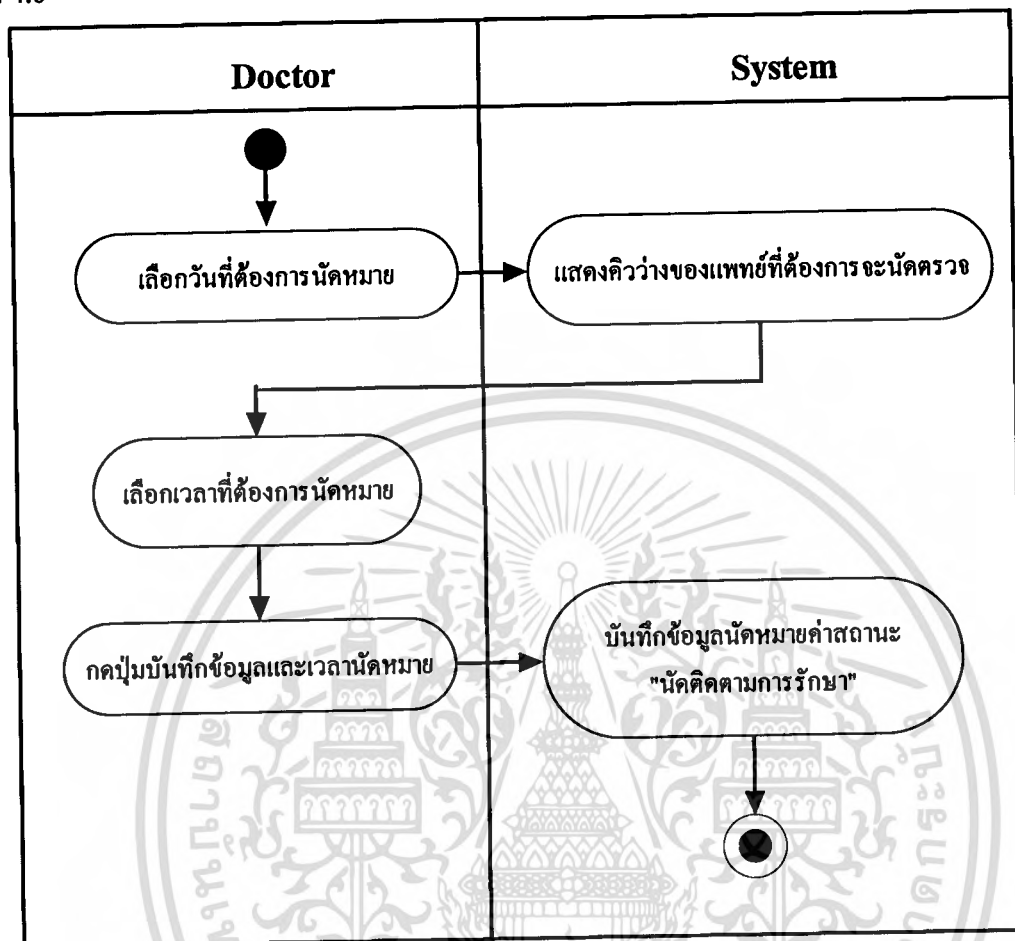 Doctor
System
เลือกวันที่ต้องการนัดหมาย
แสดงคิวว่างของแพทย์ที่ต้องการจะนัดตรวจ
เลือกเวลาที่ต้องการนัดหมาย
กดปุ่มบันทึกข้อมูลและเวลานัดหมาย
บันทึกข้อมูลนัดหมายค่าสถานะ
"นัดติดตามการรักษา"